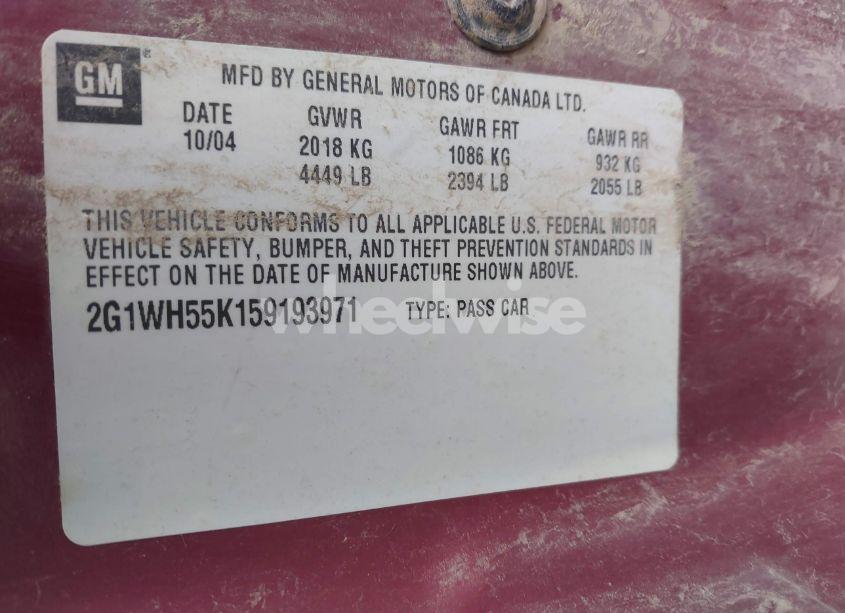 GM
MFD BY GENERAL MOTORS OF CANADA LTD.
DATE GVWR GAWR FRT GAWR RR
10/04 2018 KG 1086 KG 932 KG
4449 LB 2394 LB 2055 LB
THIS VEHICLE CONFORMS TO ALL APPLICABLE U.S. FEDERAL MOTOR
VEHICLE SAFETY, BUMPER, AND THEFT PREVENTION STANDARDS IN
EFFECT ON THE DATE OF MANUFACTURE SHOWN ABOVE.
2G1WH55K159193971 TYPE: PASS CAR
wheelwise